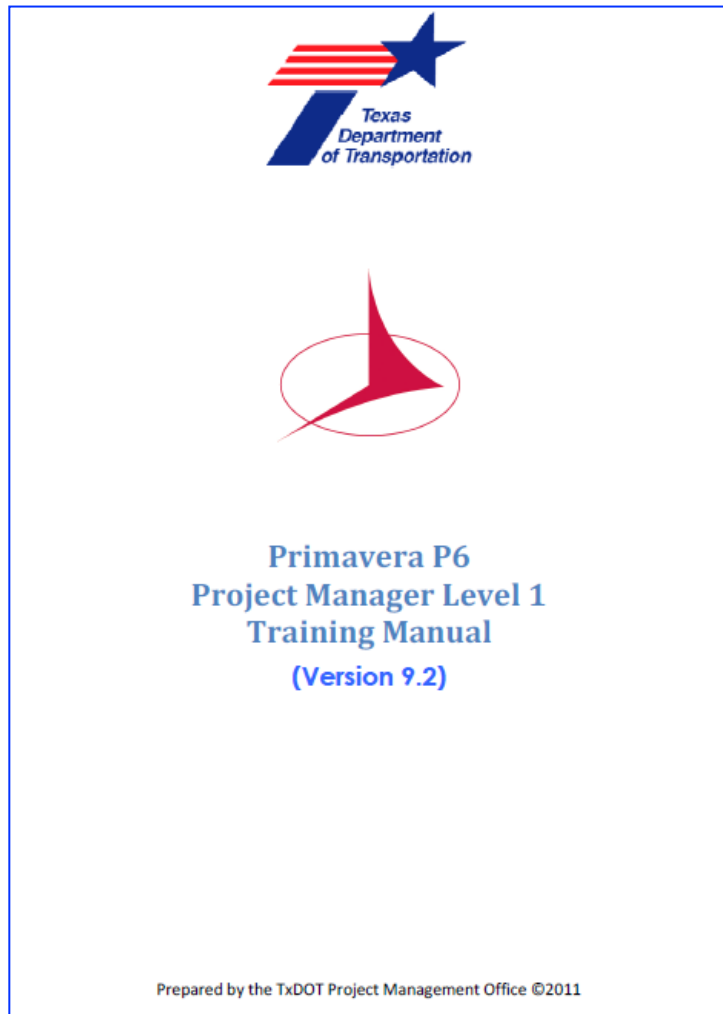 Texas
Department
of Transportation
Primavera P6
Project Manager Level 1
Training Manual
(Version 9.2)
Prepared by the TxDOT Project Management Office ©2011